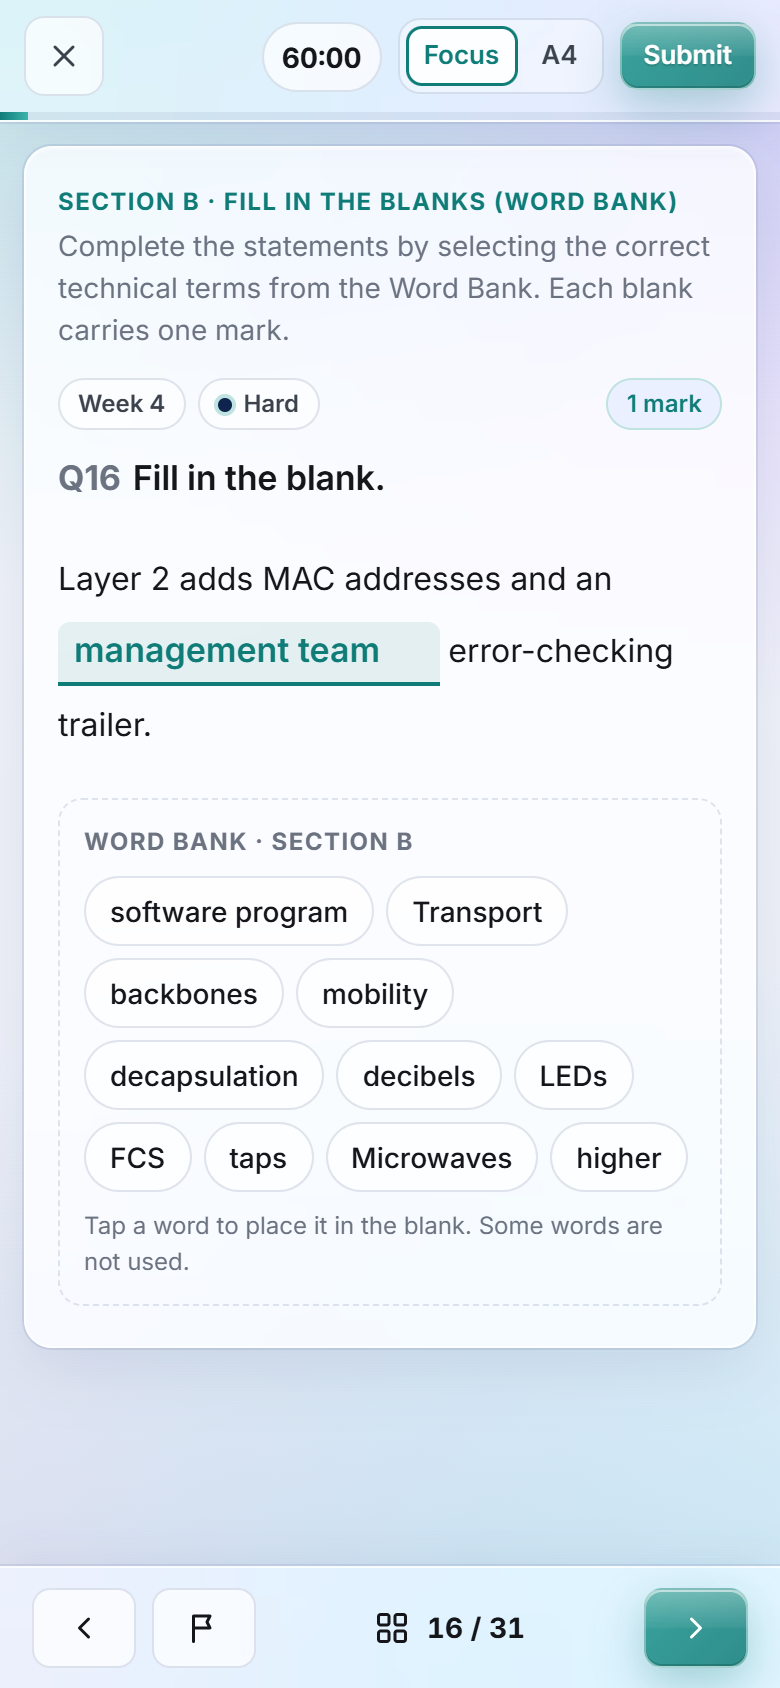 60:00
Focus
A4
Submit
SECTION B · FILL IN THE BLANKS (WORD BANK)
Complete the statements by selecting the correct
technical terms from the Word Bank. Each blank
carries one mark.
Week 4
Hard
1 mark
Q16 Fill in the blank.
Layer 2 adds MAC addresses and an
management team error-checking
trailer.
WORD BANK · SECTION B
software program
Transport
backbones
mobility
decapsulation
decibels
LEDs
FCS
taps
Microwaves
higher
Tap a word to place it in the blank. Some words are
not used.
16 / 31